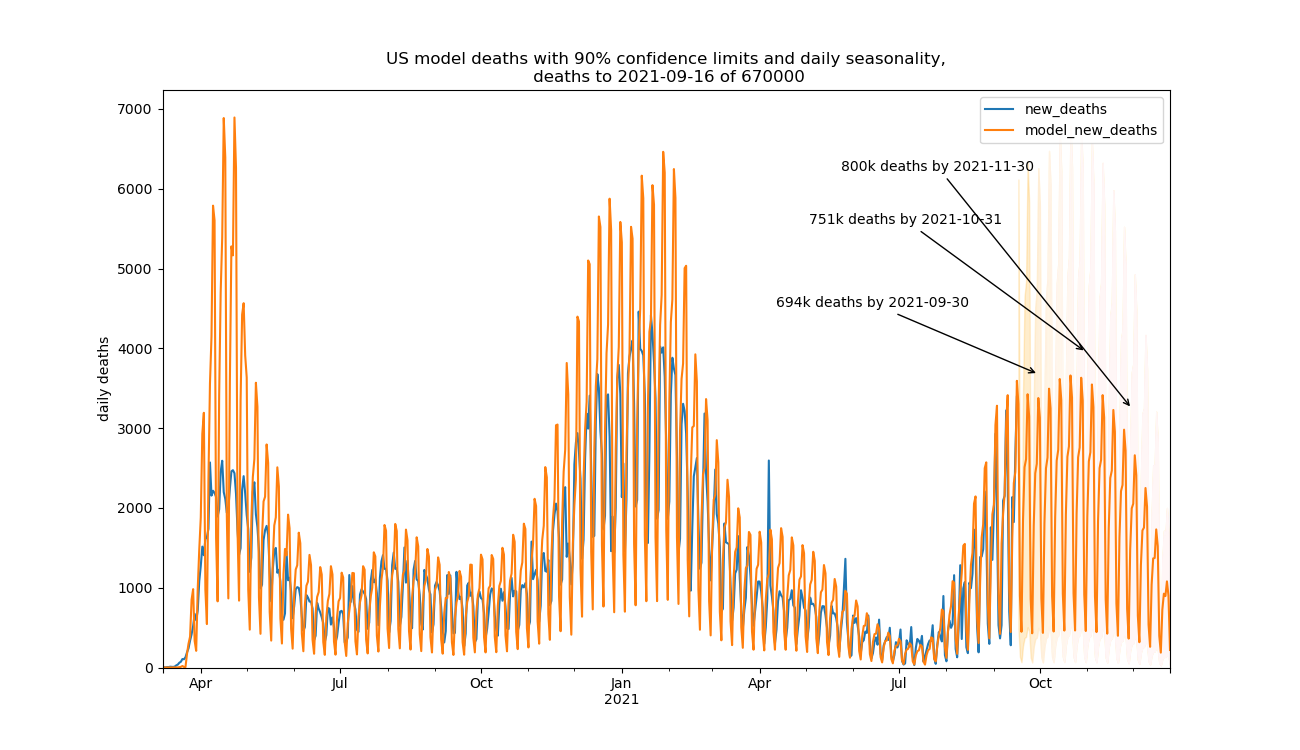 US model deaths with 90% confidence limits and daily seasonality,
deaths to 2021-09-16 of 670000
7000
6000
5000
4000
3000
2000
1000
0
daily deaths
new_deaths
model_new_deaths
800k deaths by 2021-11-30
751k deaths by 2021-10-31
694k deaths by 2021-09-30
Apr
Jul
Oct
Jan
2021
Apr
Jul
Oct